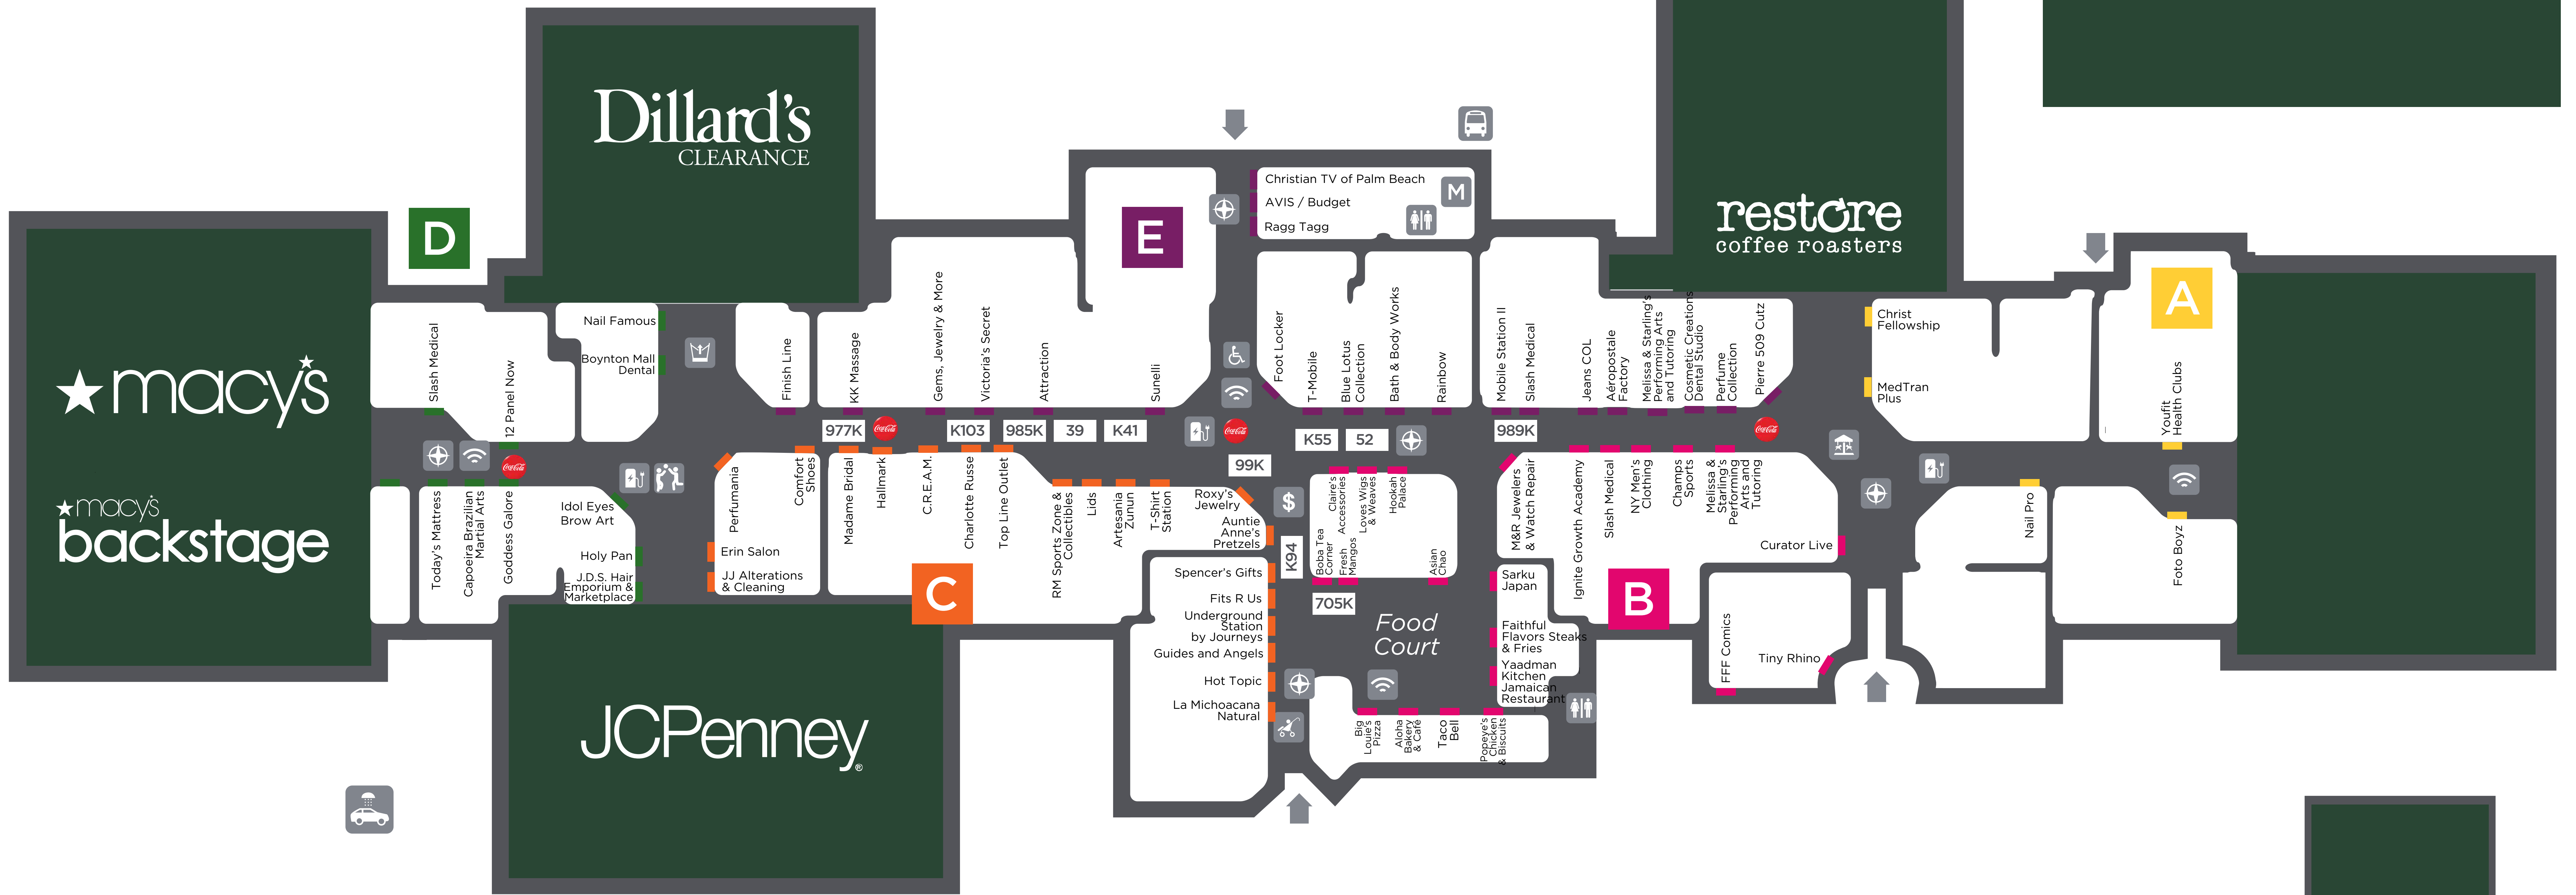 Dillard's
CLEARANCE
restore
coffee roasters
D
E
A
Christian TV of Palm Beach
AVIS / Budget
Ragg Tagg
M
macy's
macy's
backstage
Slash Medical
12 Panel Now
Nail Famous
Boynton Mall
Dental
Finish Line
KK Massage
Gems, Jewelry & More
Victoria's Secret
Attraction
Sunelli
Foot Locker
T-Mobile
Blue Lotus
Collection
Bath & Body Works
Rainbow
Mobile Station II
Slash Medical
Jeans COL
Aéropostale
Factory
Melissa & Starling's
Performing Arts
and Tutoring
Cosmetic Creations
Dental Studio
Perfume
Collection
Pierre 509 Cutz
Christ
Fellowship
MedTran
Plus
Youfit
Health Clubs
977K
Coca-Cola
K103
985K
39
K41
Coca-Cola
K55
52
989K
Coca-Cola
99K
Coca-Cola
Today's Mattress
Capoeira Brazilian
Martial Arts
Goddess Galore
Idol Eyes
Brow Art
Holy Pan
J.D.S. Hair
Emporium &
Marketplace
Perfumania
Erin Salon
JJ Alterations
& Cleaning
Comfort
Shoes
Madame Bridal
Hallmark
C.R.E.A.M.
Charlotte Russe
Top Line Outlet
RM Sports Zone &
Collectibles
Lids
Artesania
Zunun
T-Shirt
Station
Roxy's
Jewelry
Auntie
Anne's
Pretzels
$
K94
Spencer's Gifts
Fits R Us
Underground
Station
by Journeys
Guides and Angels
Hot Topic
La Michoacana
Natural
C
Claire's
Accessories
Loves Wigs
& Weaves
Hookah
Palace
Boba Tea
Corner
Fresh
Mangos
Asian
Chao
705K
Food
Court
M&R Jewelers
& Watch Repair
Ignite Growth Academy
Slash Medical
NY Men's
Clothing
Champs
Sports
Melissa &
Starling's
Performing
Arts and
Tutoring
Curator Live
B
Sarku
Japan
Faithful
Flavors Steaks
& Fries
Yaadman
Kitchen
Jamaican
Restaurant
Big
Louie's
Pizza
Aloha
Bakery
& Café
Taco
Bell
Popeye's
Chicken
& Biscuits
FFF Comics
Tiny Rhino
Nail Pro
Foto Boyz
JCPenney®